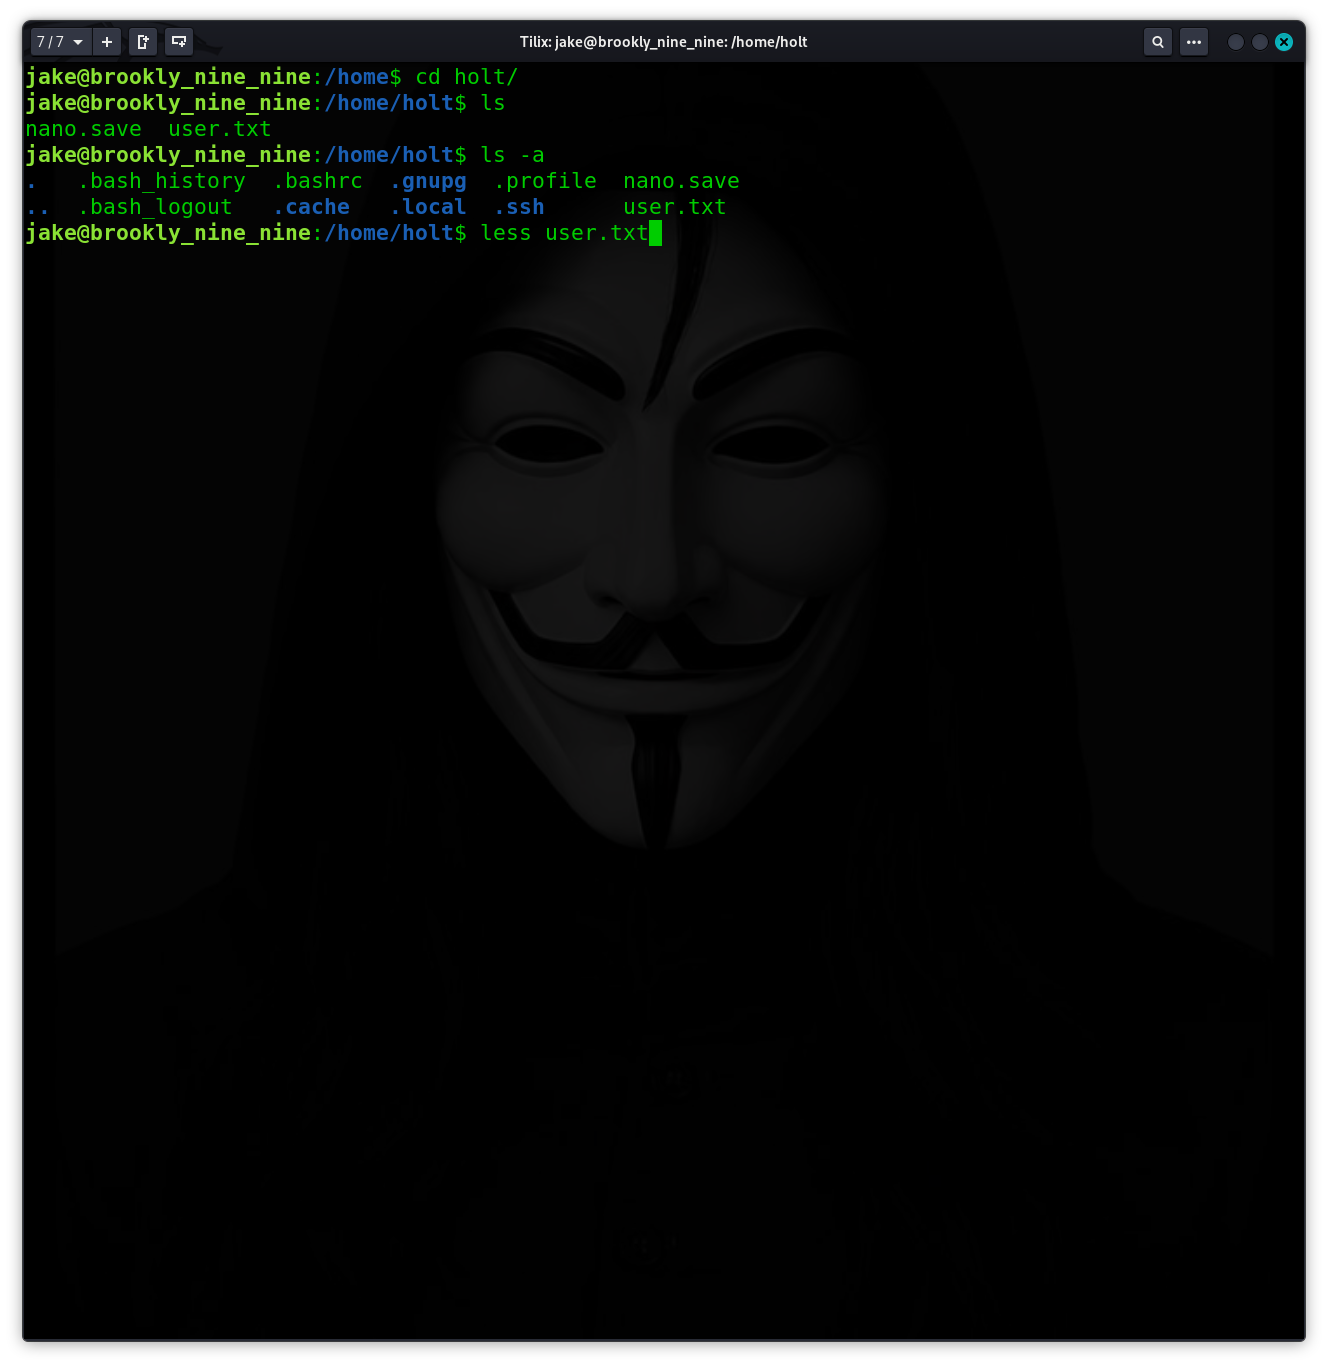 7 / 7 Tilix: jake@brookly_nine_nine: /home/holt
jake@brookly_nine_nine:/home$ cd holt/
jake@brookly_nine_nine:/home/holt$ ls
nano.save  user.txt
jake@brookly_nine_nine:/home/holt$ ls -a
.   .bash_history  .bashrc  .gnupg  .profile  nano.save
..  .bash_logout   .cache   .local  .ssh      user.txt
jake@brookly_nine_nine:/home/holt$ less user.txt